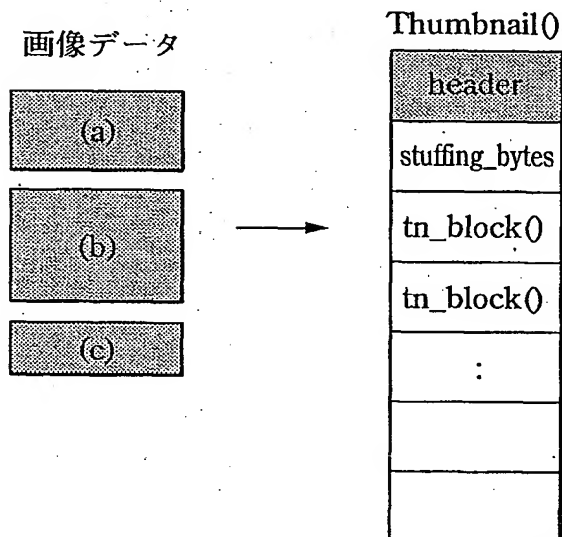 画像データ
(a)
(b)
(c)
Thumbnail()
header
stuffing_bytes
tn_block()
tn_block()
: